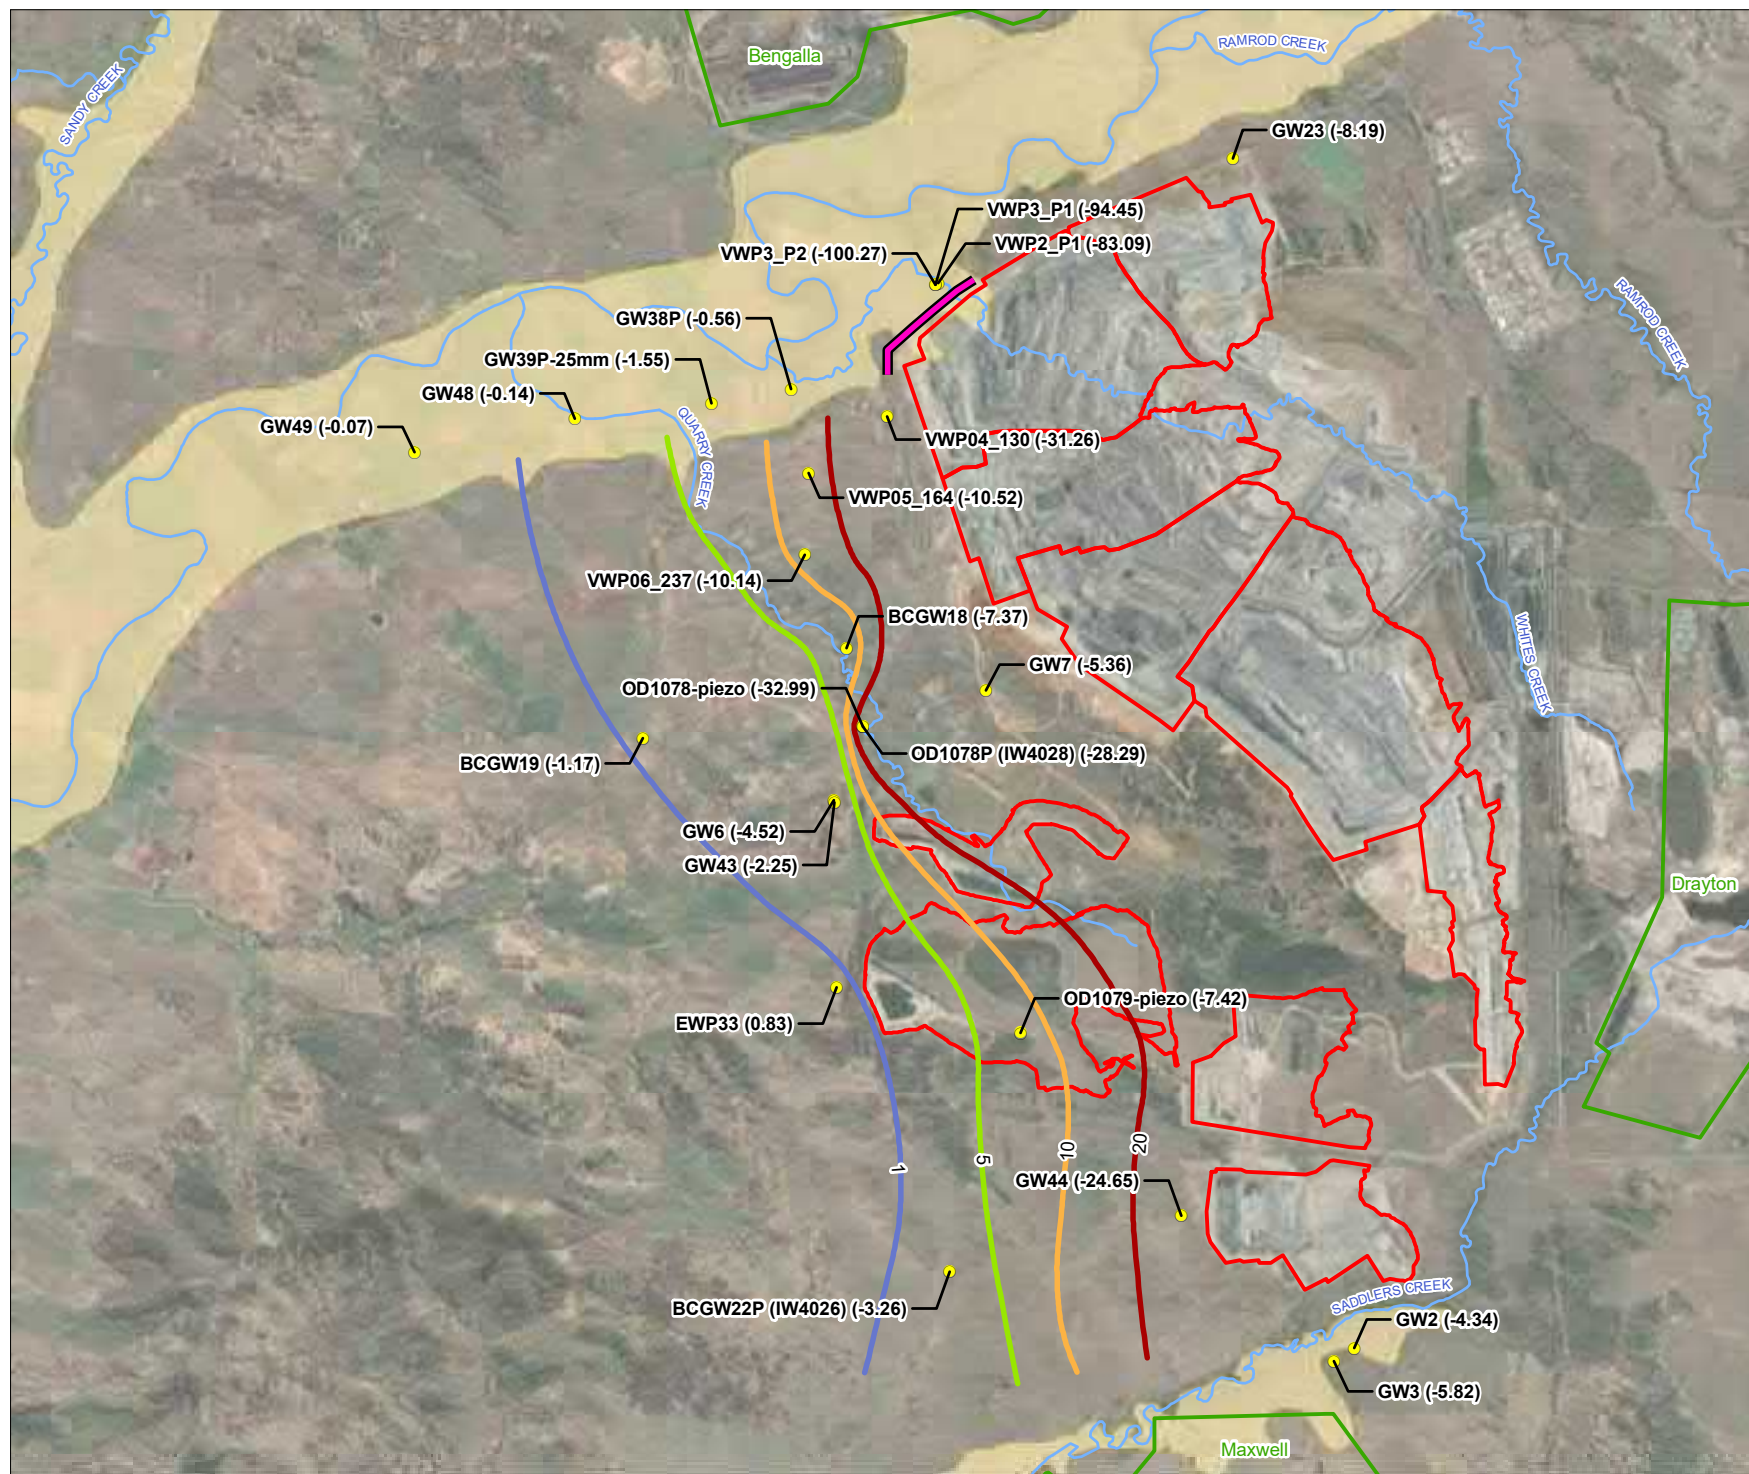 Bengalla
RAMROD CREEK
SANDY CREEK
GW23 (-8.19)
VWP3_P1 (-94.45)
VWP2_P1 (-83.09)
VWP3_P2 (-100.27)
GW38P (-0.56)
RAMROD CREEK
GW39P-25mm (-1.55)
GW48 (-0.14)
GW49 (-0.07)
QUARRY CREEK
VWP04_130 (-31.26)
VWP05_164 (-10.52)
VWP06_237 (-10.14)
BCGW18 (-7.37)
WHITES CREEK
GW7 (-5.36)
OD1078-piezo (-32.99)
OD1078P (IW4028) (-28.29)
BCGW19 (-1.17)
GW6 (-4.52)
GW43 (-2.25)
Drayton
OD1079-piezo (-7.42)
EWP33 (0.83)
1
5
10
20
GW44 (-24.65)
SADDLERS CREEK
BCGW22P (IW4026) (-3.26)
GW2 (-4.34)
GW3 (-5.82)
Maxwell